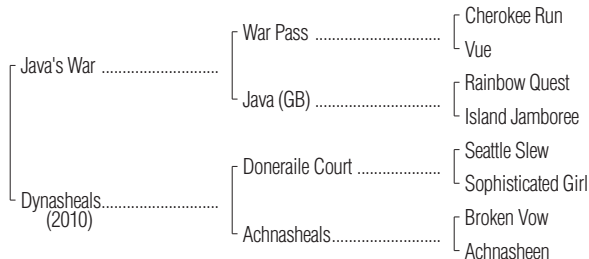 Cherokee Run
War Pass
Vue
Java's War
Rainbow Quest
Java (GB)
Island Jamboree
Seattle Slew
Doneraile Court
Sophisticated Girl
Dynasheals
(2010)
Broken Vow
Achnasheals
Achnasheen